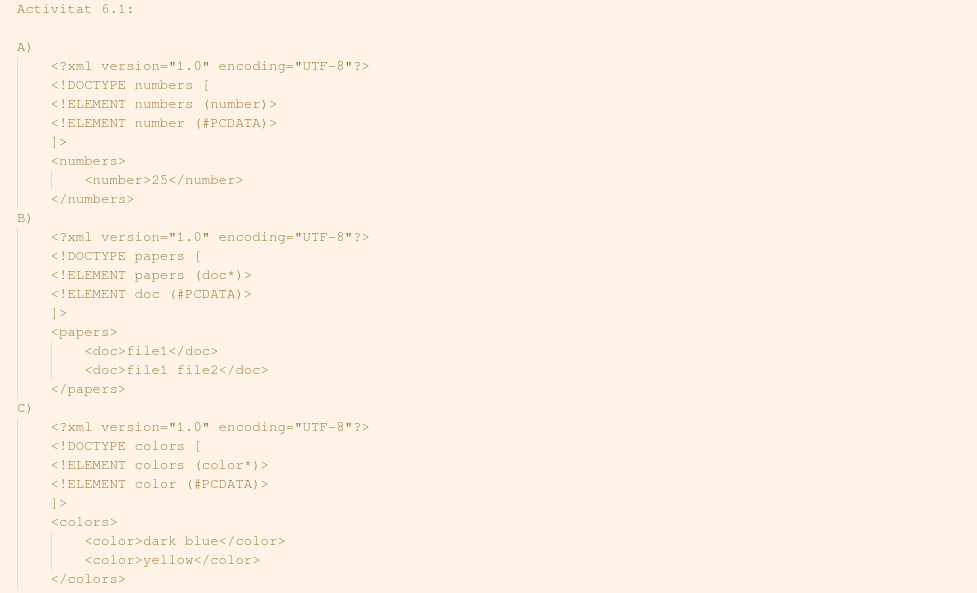 Activitat 6.1:

A)
    <?xml version="1.0" encoding="UTF-8"?>
    <!DOCTYPE numbers [
    <!ELEMENT numbers (number)>
    <!ELEMENT number (#PCDATA)>
    ]>
    <numbers>
        <number>25</number>
    </numbers>
B)
    <?xml version="1.0" encoding="UTF-8"?>
    <!DOCTYPE papers [
    <!ELEMENT papers (doc*)>
    <!ELEMENT doc (#PCDATA)>
    ]>
    <papers>
        <doc>file1</doc>
        <doc>file1 file2</doc>
    </papers>
C)
    <?xml version="1.0" encoding="UTF-8"?>
    <!DOCTYPE colors [
    <!ELEMENT colors (color*)>
    <!ELEMENT color (#PCDATA)>
    ]>
    <colors>
        <color>dark blue</color>
        <color>yellow</color>
    </colors>